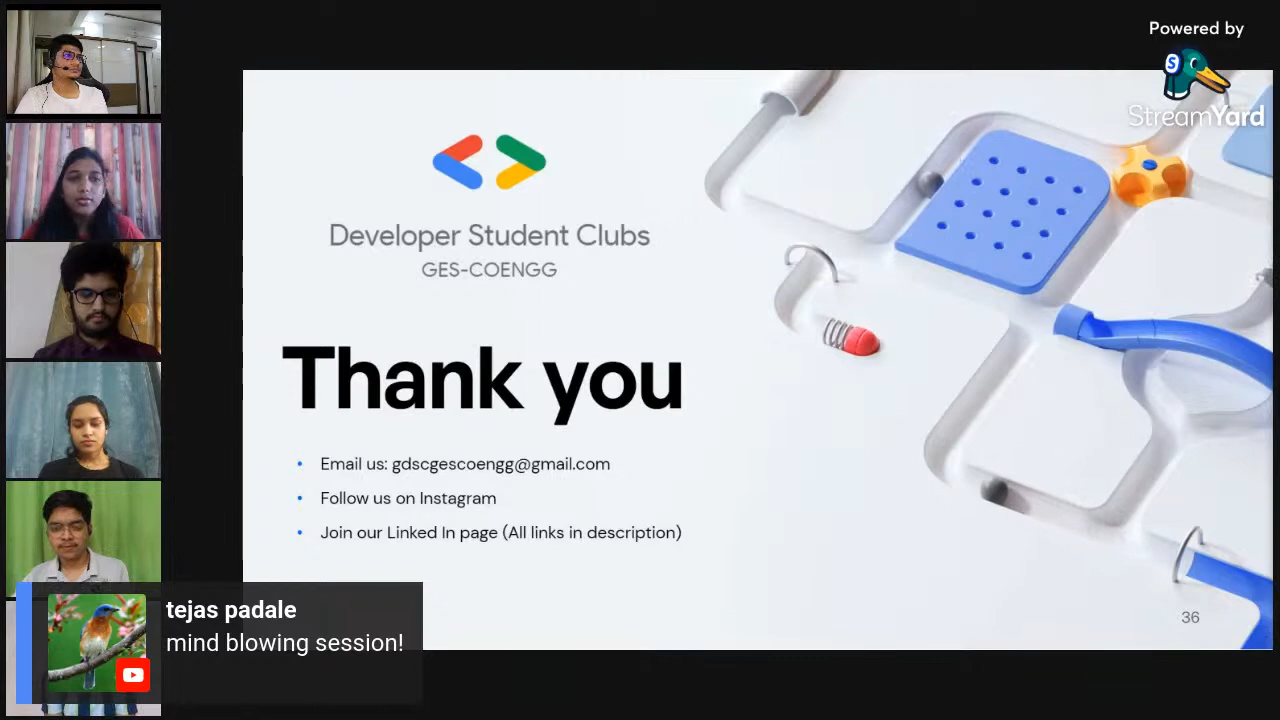 Powered by
S
StreamYard
Developer Student Clubs
GES-COENGG
Thank you
• Email us: gdscgescoengg@gmail.com
• Follow us on Instagram
• Join our Linked In page (All links in description)
36
tejas padale
mind blowing session!